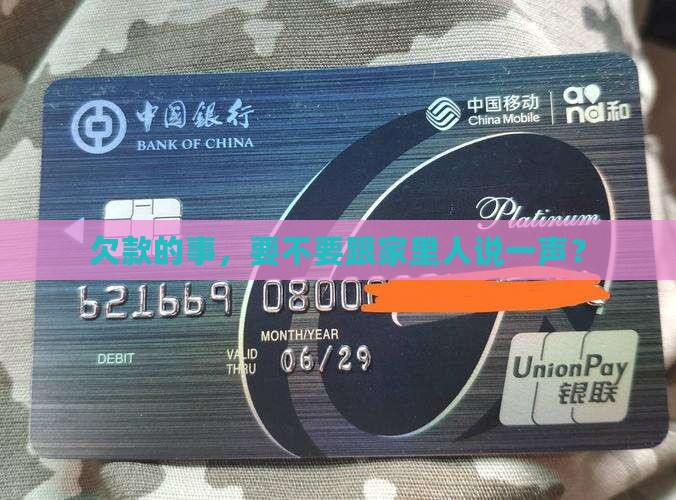 中国銀行
BANK OF CHINA
中国移动
China Mobile
and和
Platinum
欠款的事，要不要跟家里人说一声？
621669 0800
MONTH/YEAR
DEBIT
VALID
THRU
06/29
UnionPay
银联